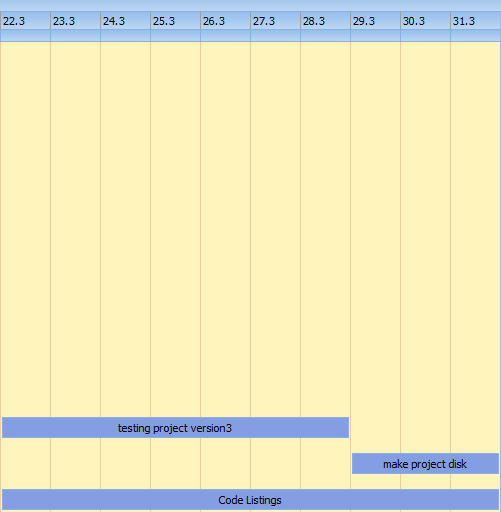 22.3 23.3 24.3 25.3 26.3 27.3 28.3 29.3 30.3 31.3
testing project version3
make project disk
Code Listings